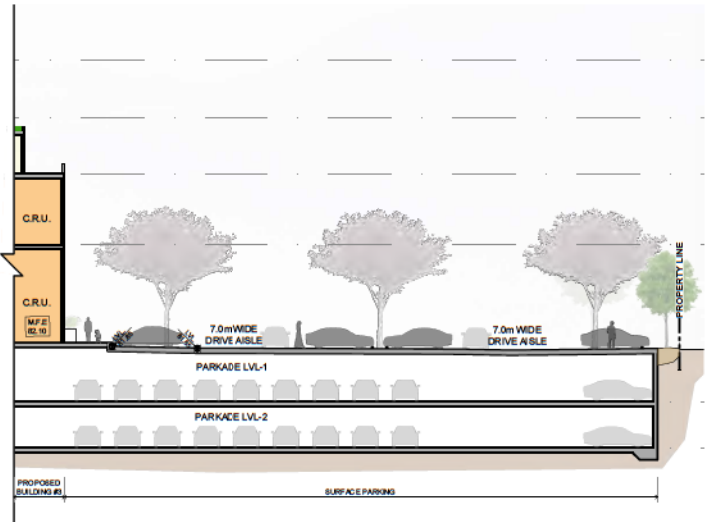 C.R.U.
PROPERTY LINE
C.R.U.
M.F.E
62.10
7.0m WIDE
DRIVE AISLE
7.0m WIDE
DRIVE AISLE
PARKADE LVL-1
PARKADE LVL-2
PROPOSED
BUILDING #3
SURFACE PARKING